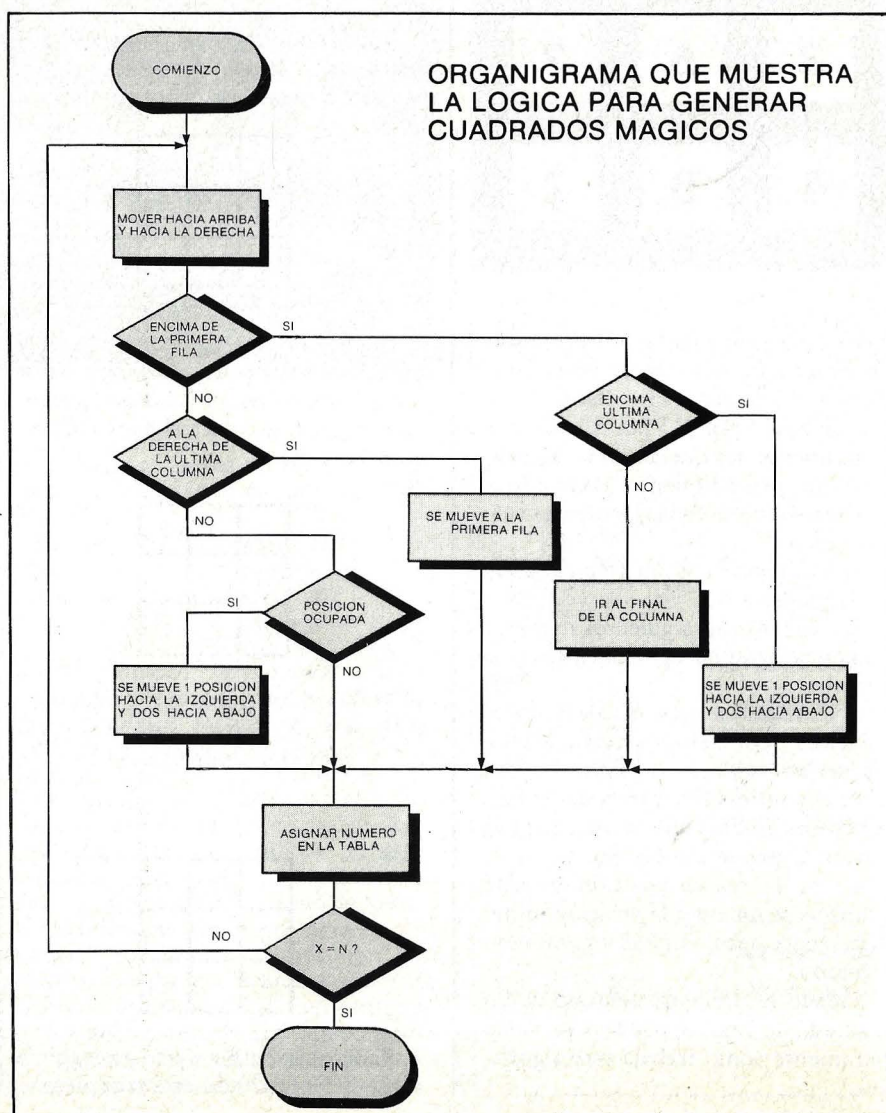 COMIENZO
ORGANIGRAMA QUE MUESTRA
LA LOGICA PARA GENERAR
CUADRADOS MAGICOS
MOVER HACIA ARRIBA
Y HACIA LA DERECHA
ENCIMA DE
LA PRIMERA
FILA
SI
NO
ENCIMA
ULTIMA
COLUMNA
SI
NO
A LA
DERECHA DE
LA ULTIMA
COLUMNA
SI
NO
SE MUEVE A LA
PRIMERA FILA
POSICION
OCUPADA
SI
NO
IR AL FINAL
DE LA COLUMNA
SE MUEVE 1 POSICION
HACIA LA IZQUIERDA
Y DOS HACIA ABAJO
SE MUEVE 1 POSICION
HACIA LA IZQUIERDA
Y DOS HACIA ABAJO
ASIGNAR NUMERO
EN LA TABLA
X = N ?
NO
SI
FIN